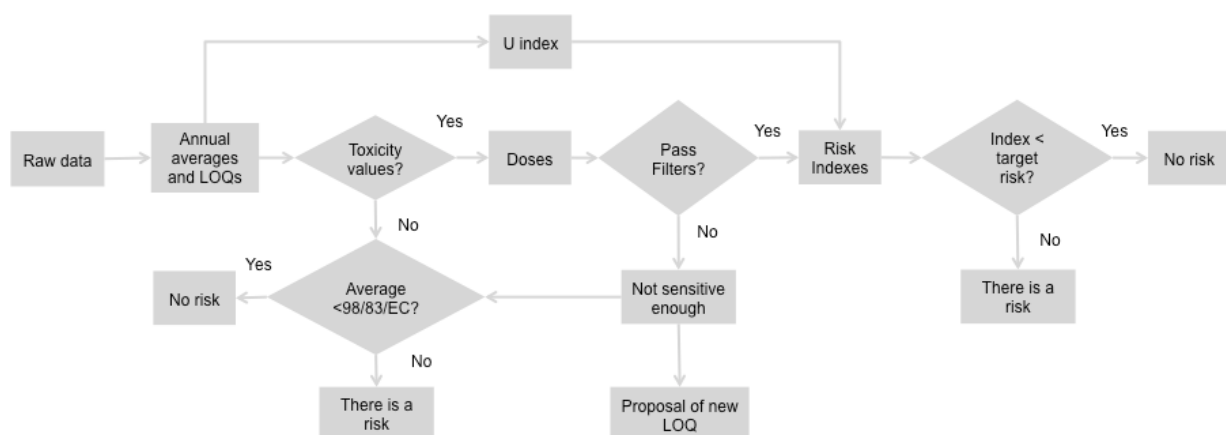 U index
Raw data
Annual
averages
and LOQs
Toxicity
values?
Yes
Doses
Pass
Filters?
Yes
Risk
Indexes
Index <
target
risk?
Yes
No risk
No
No
No
Yes
No risk
Average
<98/83/EC?
Not sensitive
enough
There is a
risk
No
There is a
risk
Proposal of new
LOQ